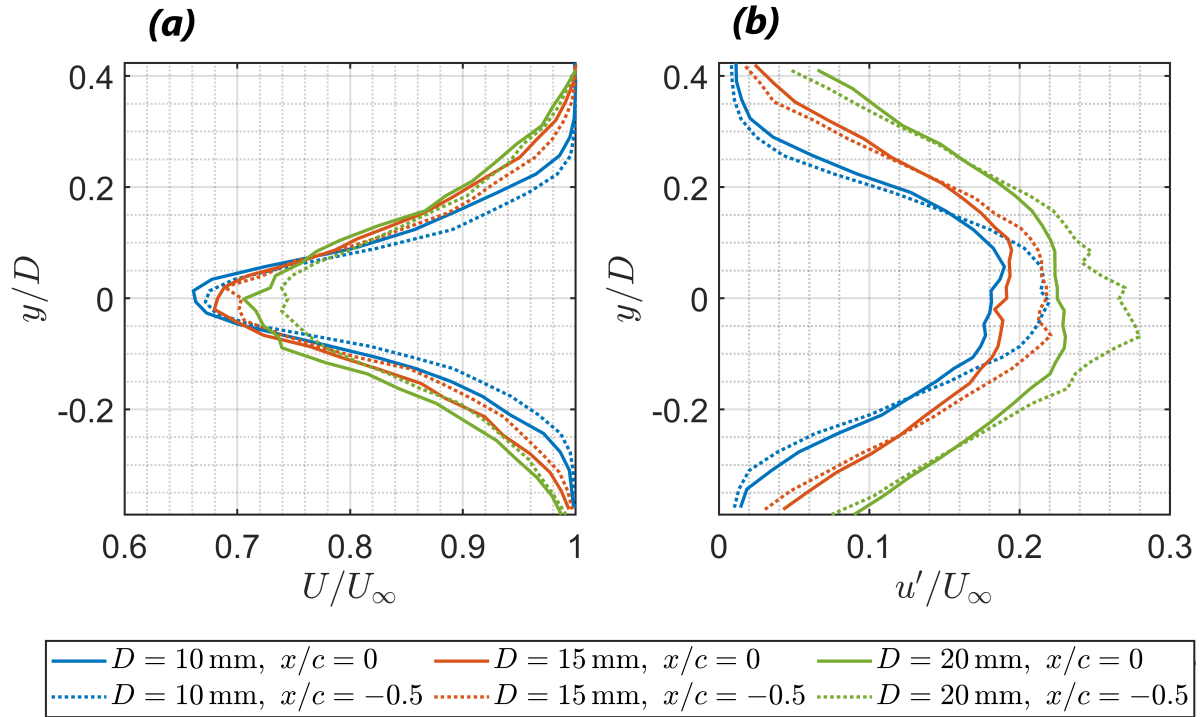 (a)
(b)
0.4
0.2
0
-0.2
y/D
0.6 0.7 0.8 0.9 1
U/U∞
0.4
0.2
0
-0.2
y/D
0 0.1 0.2 0.3
u′/U∞
D = 10 mm, x/c = 0 D = 15 mm, x/c = 0 D = 20 mm, x/c = 0
D = 10 mm, x/c = −0.5 D = 15 mm, x/c = −0.5 D = 20 mm, x/c = −0.5